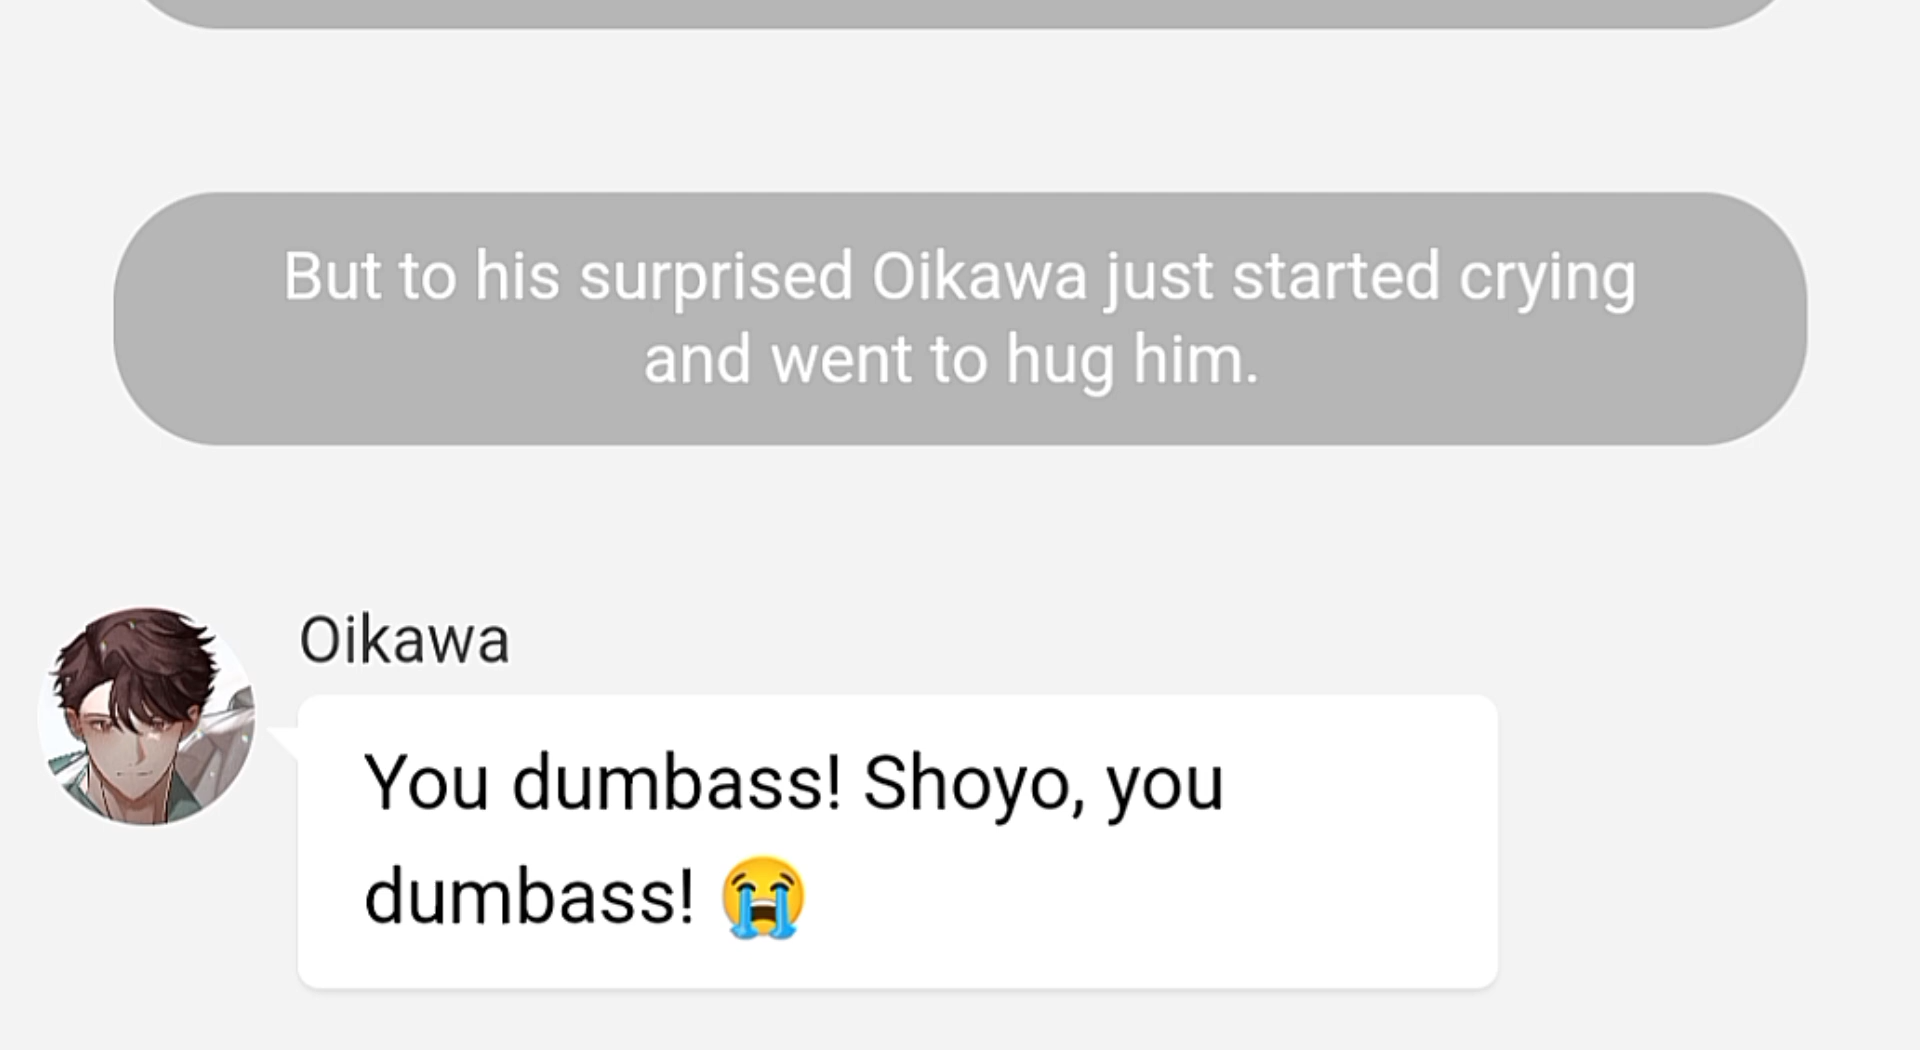 But to his surprised Oikawa just started crying
and went to hug him.
Oikawa
You dumbass! Shoyo, you
dumbass! 😭